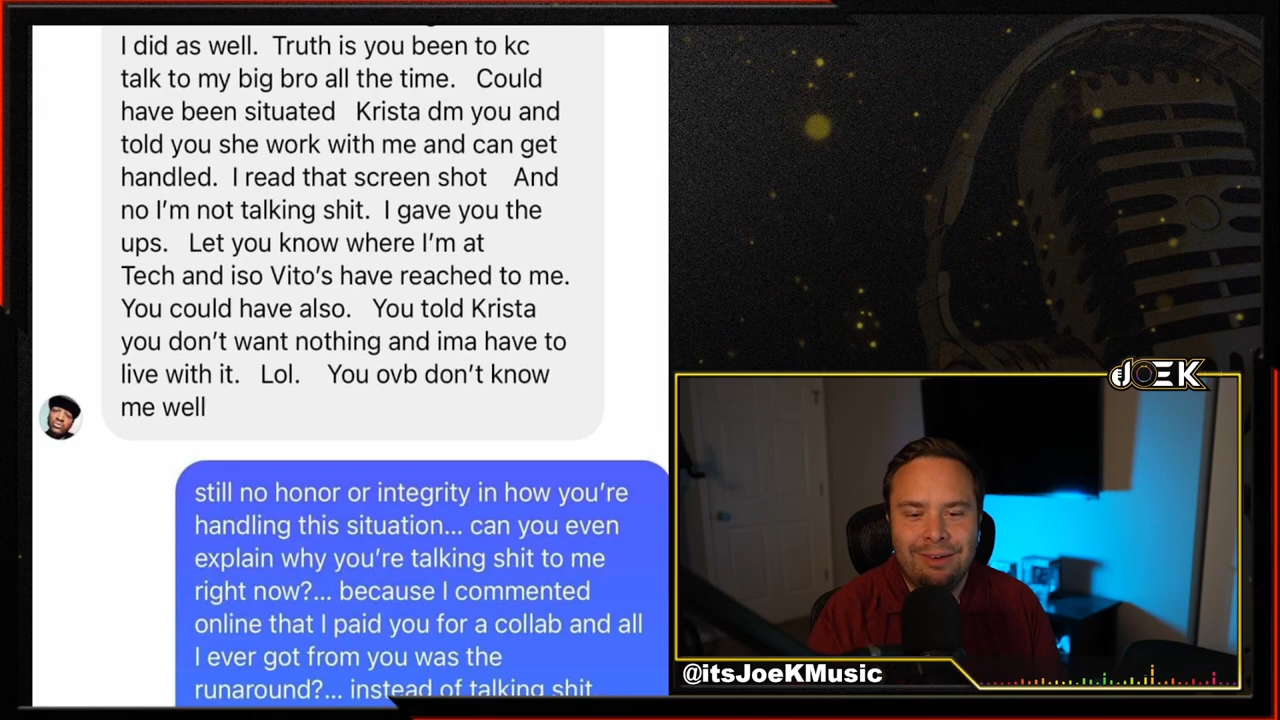 I did as well. Truth is you been to kc
talk to my big bro all the time. Could
have been situated Krista dm you and
told you she work with me and can get
handled. I read that screen shot And
no I'm not talking shit. I gave you the
ups. Let you know where I'm at
Tech and iso Vito's have reached to me.
You could have also. You told Krista
you don't want nothing and ima have to
live with it. Lol. You ovb don't know
me well
still no honor or integrity in how you're
handling this situation... can you even
explain why you're talking shit to me
right now?... because I commented
online that I paid you for a collab and all
I ever got from you was the
runaround?... instead of talking shit
JOEK
@itsJoeKMusic